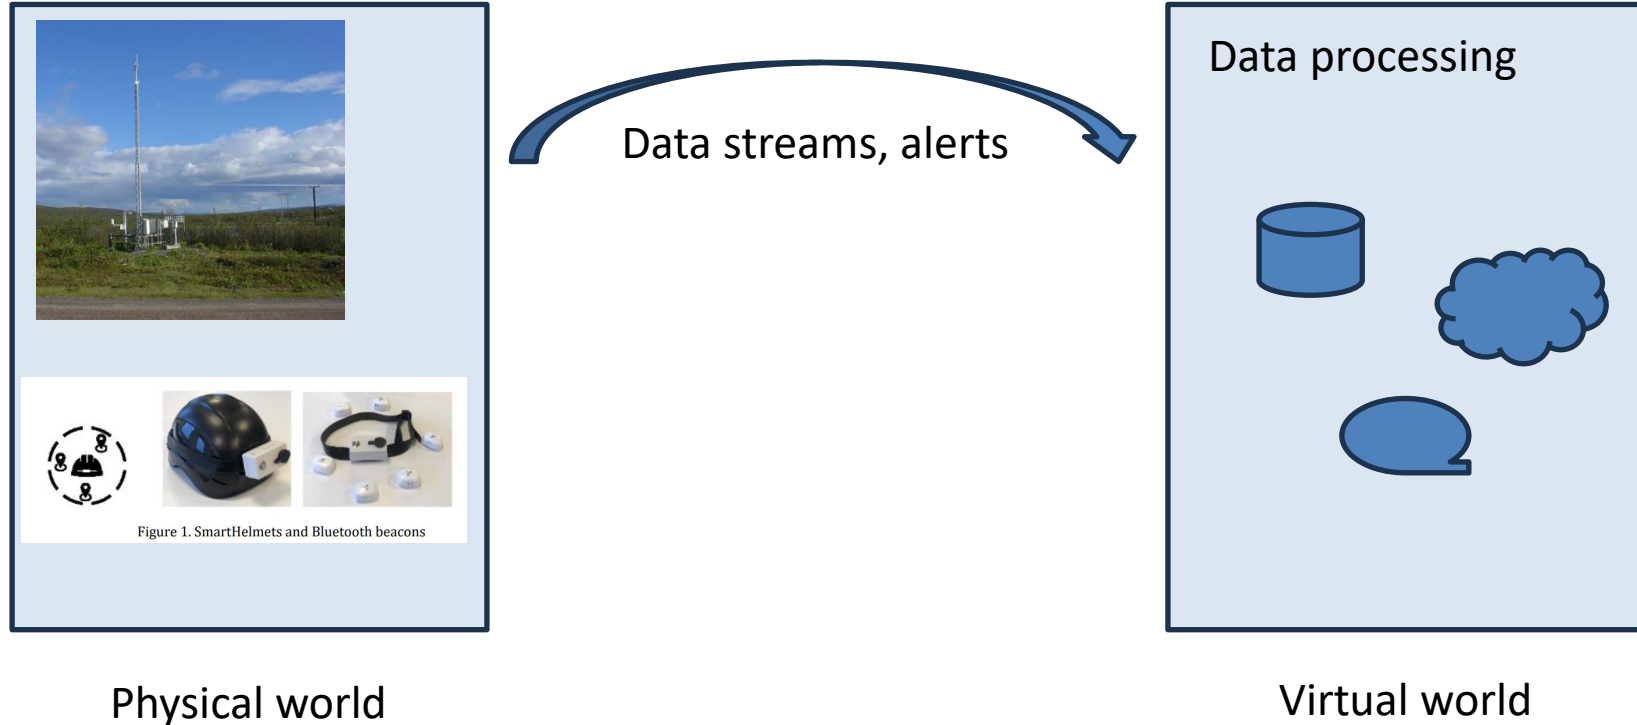 Data processing
Data streams, alerts
Figure 1. SmartHelmets and Bluetooth beacons
Physical world
Virtual world